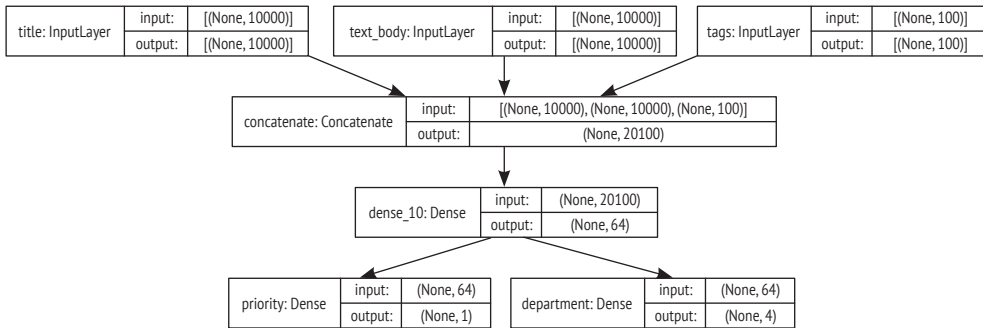 title: InputLayer
input: [(None, 10000)]
output: [(None, 10000)]
text_body: InputLayer
input: [(None, 10000)]
output: [(None, 10000)]
tags: InputLayer
input: [(None, 100)]
output: [(None, 100)]
concatenate: Concatenate
input: [(None, 10000), (None, 10000), (None, 100)]
output: (None, 20100)
dense_10: Dense
input: (None, 20100)
output: (None, 64)
priority: Dense
input: (None, 64)
output: (None, 1)
department: Dense
input: (None, 64)
output: (None, 4)